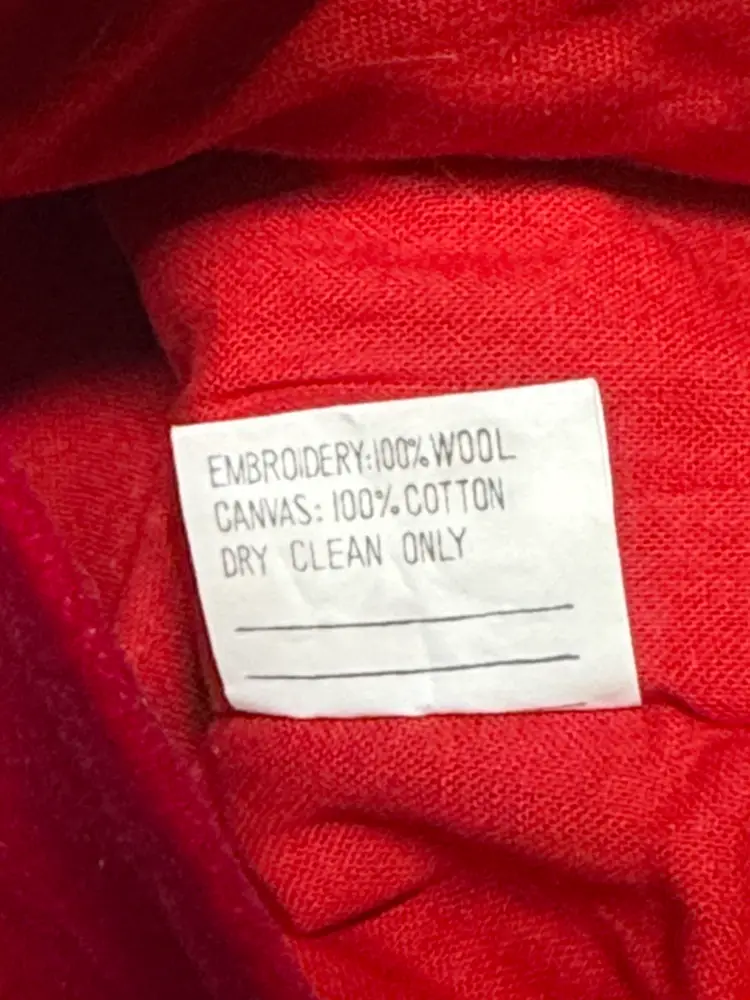 EMBROIDERY:100%WOOL
CANVAS: 100%COTTON
DRY CLEAN ONLY